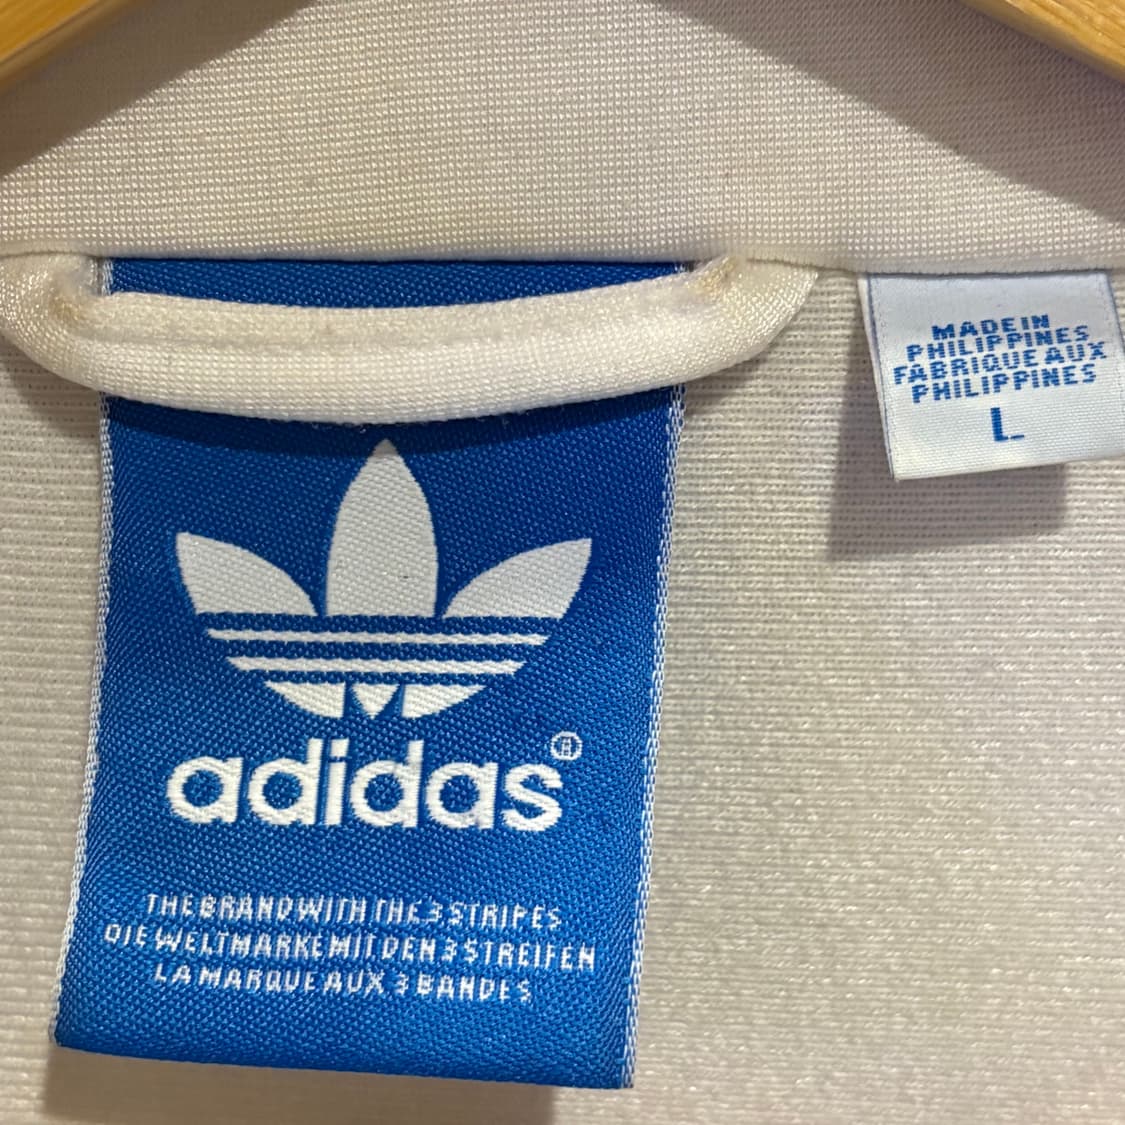 adidas®
THE BRAND WITH THE 3 STRIPES
DIE WELTMARKE MIT DEN 3 STREIFEN
LA MARQUE AUX 3 BANDES
MADE IN
PHILIPPINES
FABRIQUE AUX
PHILIPPINES
L